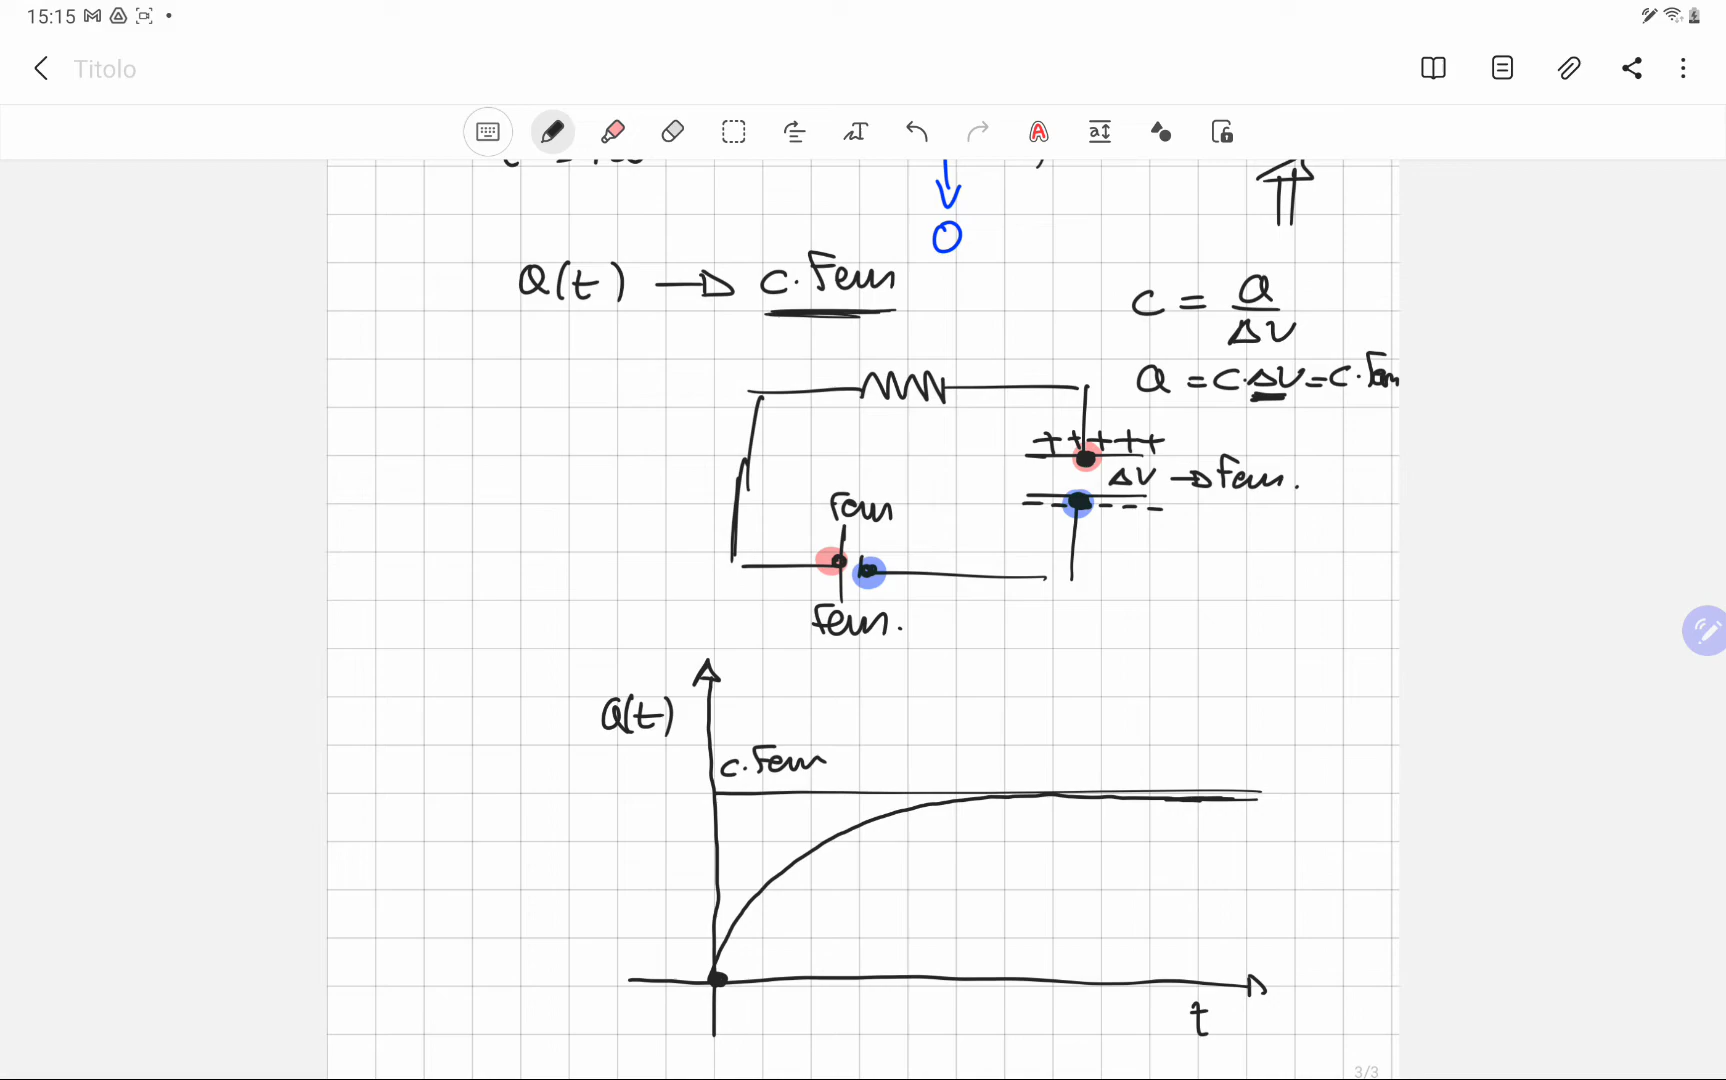 15:15
Titolo
O
Q(t) → C.Fem
C = Q / ΔV
Q = C.ΔV = C.Fem
+ + + + +
ΔV → Fem.
- - - - -
Fem
Fem.
Q(t)
C.Fem
t
3/3